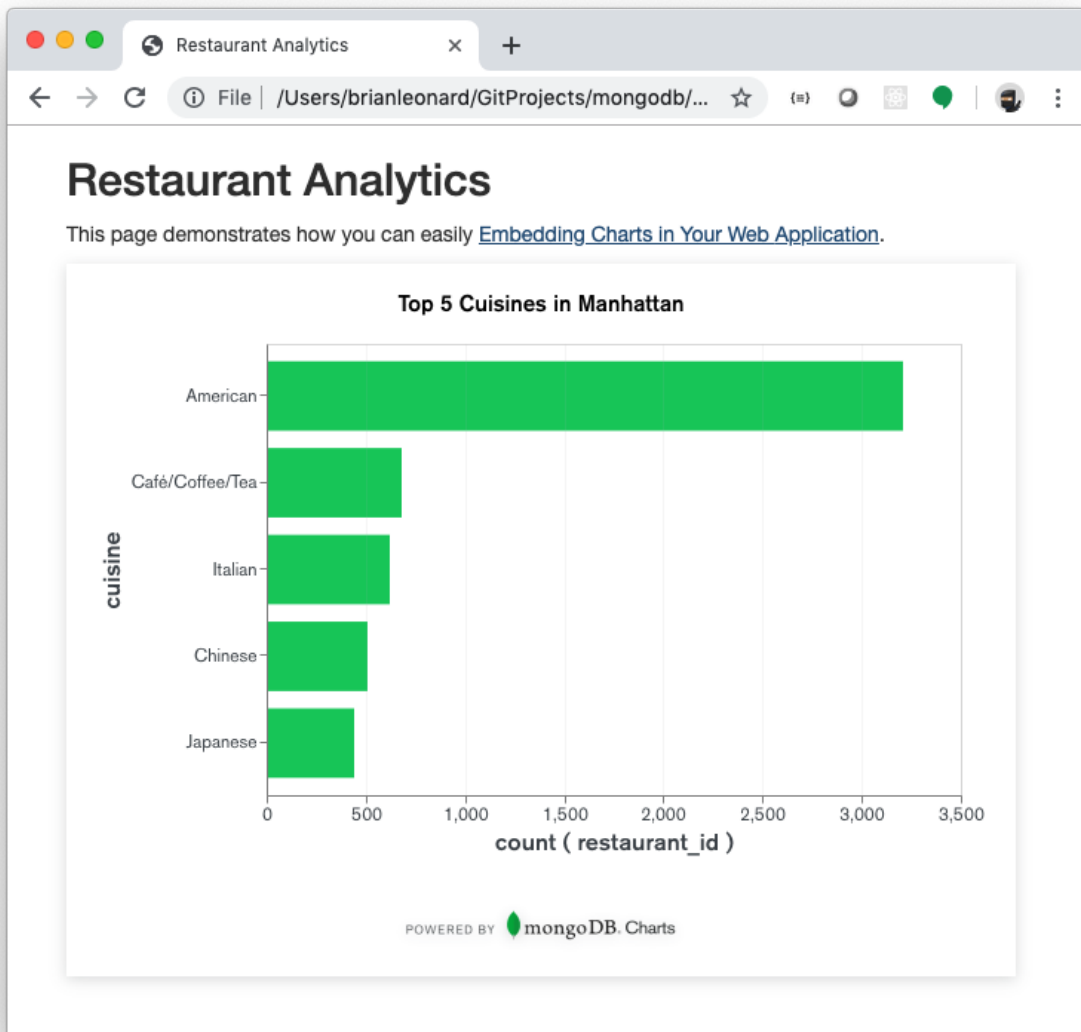 Restaurant Analytics
File /Users/brianleonard/GitProjects/mongodb/...
Restaurant Analytics
This page demonstrates how you can easily Embedding Charts in Your Web Application.
Top 5 Cuisines in Manhattan
American
Café/Coffee/Tea
Italian
Chinese
Japanese
cuisine
0 500 1,000 1,500 2,000 2,500 3,000 3,500
count ( restaurant_id )
POWERED BY mongoDB. Charts